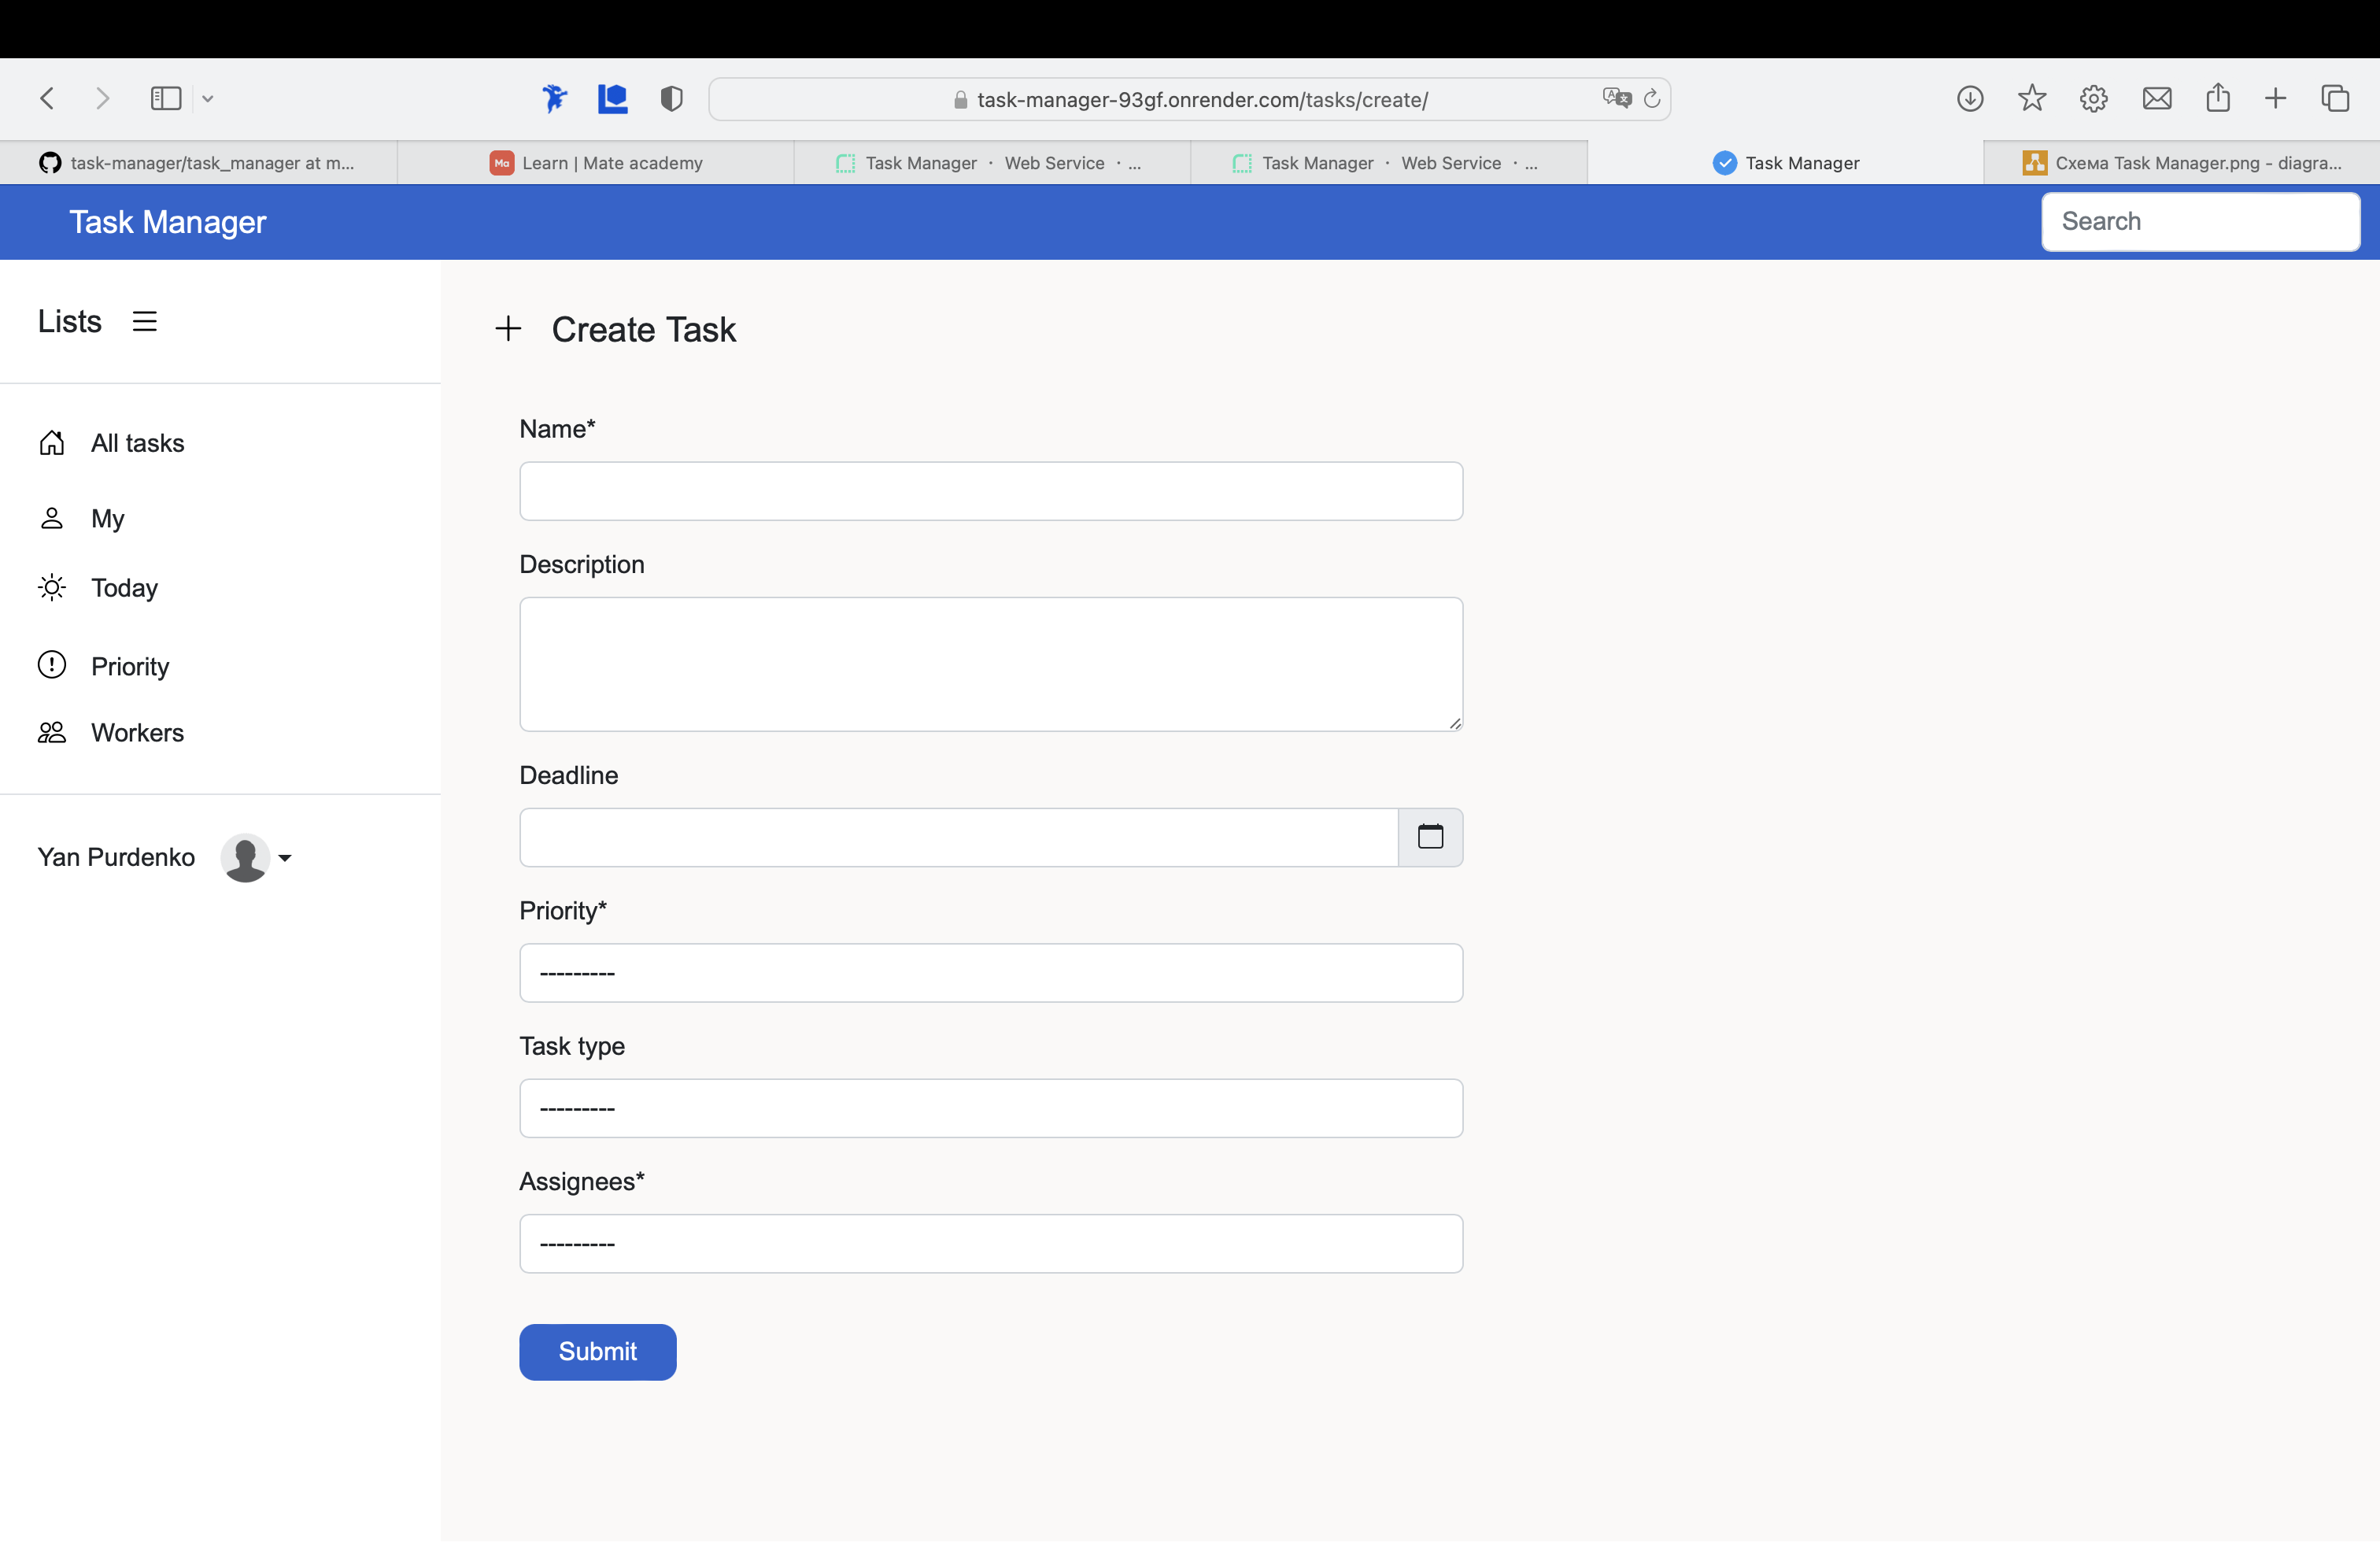 task-manager-93gf.onrender.com/tasks/create/
task-manager/task_manager at m...
Ma Learn | Mate academy
Task Manager · Web Service · ...
Task Manager · Web Service · ...
Task Manager
Схема Task Manager.png - diagra...
Task Manager
Search
Lists
All tasks
My
Today
Priority
Workers
Yan Purdenko
Create Task
Name*
Description
Deadline
Priority*
---------
Task type
---------
Assignees*
---------
Submit